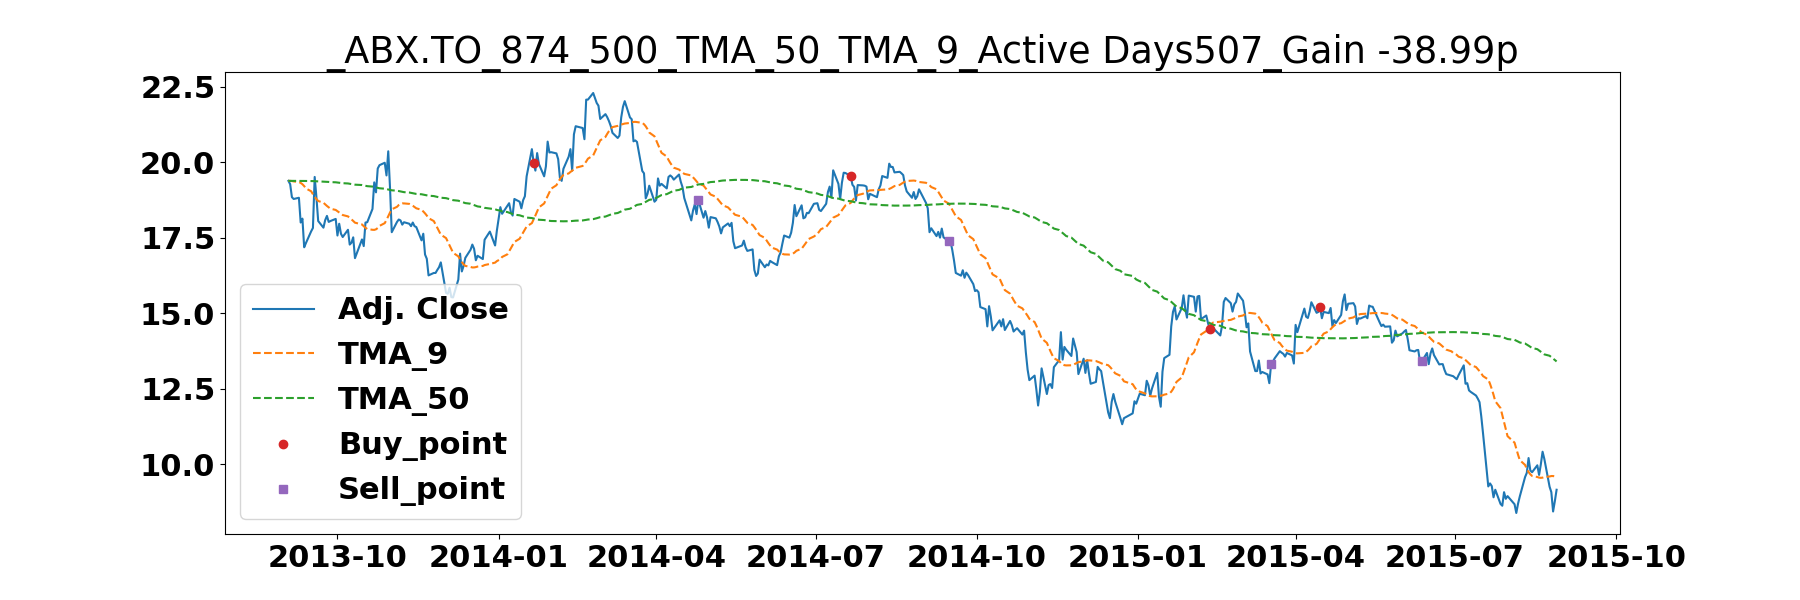 _ABX.TO_874_500_TMA_50_TMA_9_Active Days507_Gain -38.99p
22.5
20.0
17.5
15.0
12.5
10.0
Adj. Close
TMA_9
TMA_50
Buy_point
Sell_point
2013-10 2014-01 2014-04 2014-07 2014-10 2015-01 2015-04 2015-07 2015-10